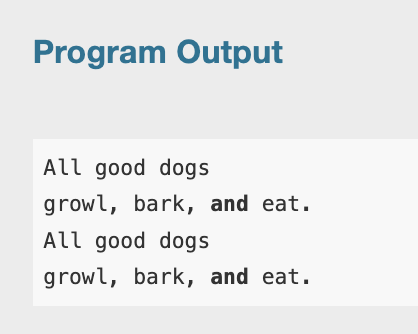 Program Output
All good dogs
growl, bark, and eat.
All good dogs
growl, bark, and eat.